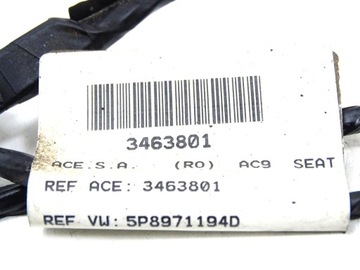 3463801
ACE.S.A. (RO) AC9 SEAT
REF ACE: 3463801
REF VW: 5P8971194D